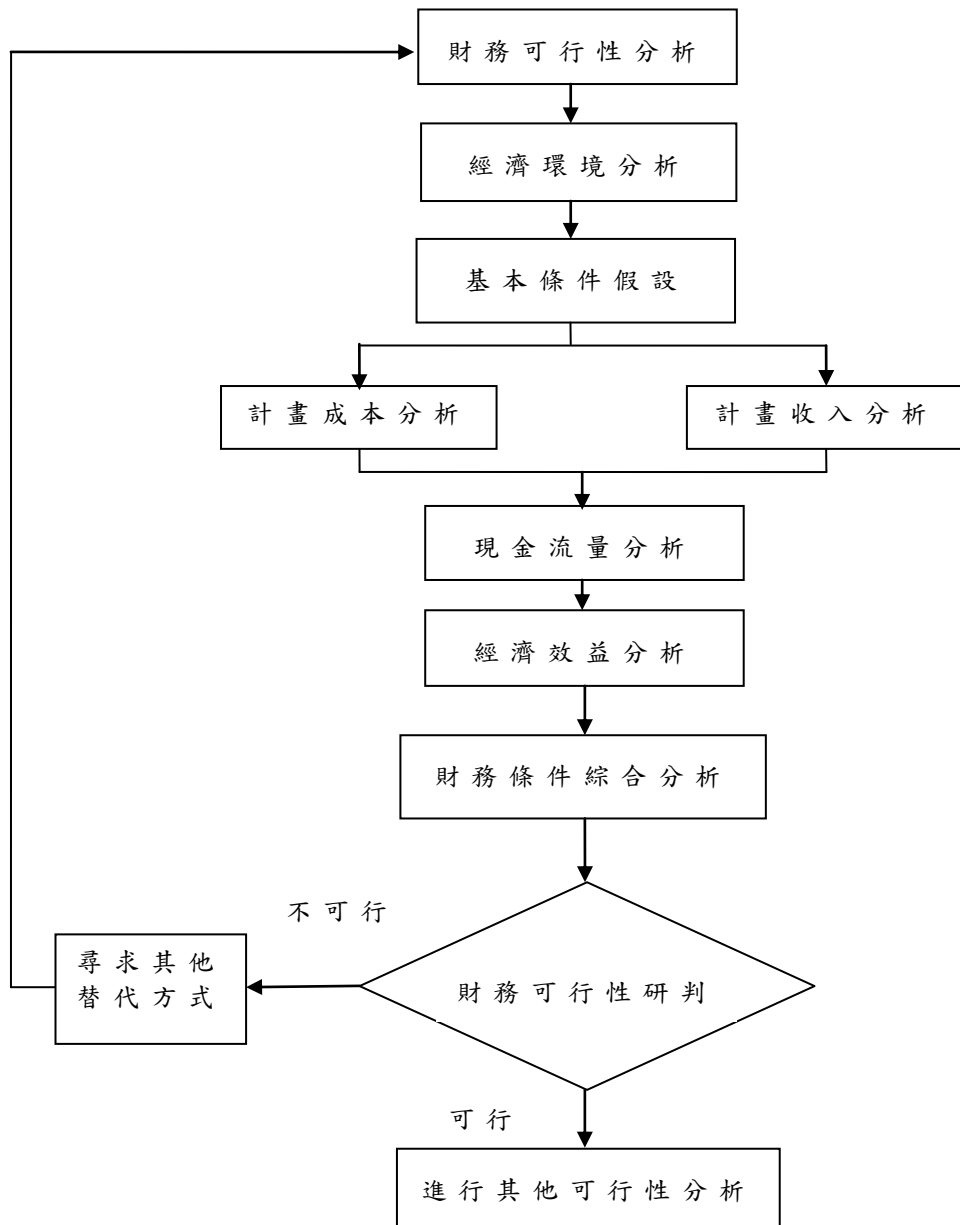 財務可行性分析
經濟環境分析
基本條件假設
計畫成本分析
計畫收入分析
現金流量分析
經濟效益分析
財務條件綜合分析
不可行
尋求其他
替代方式
財務可行性研判
可行
進行其他可行性分析